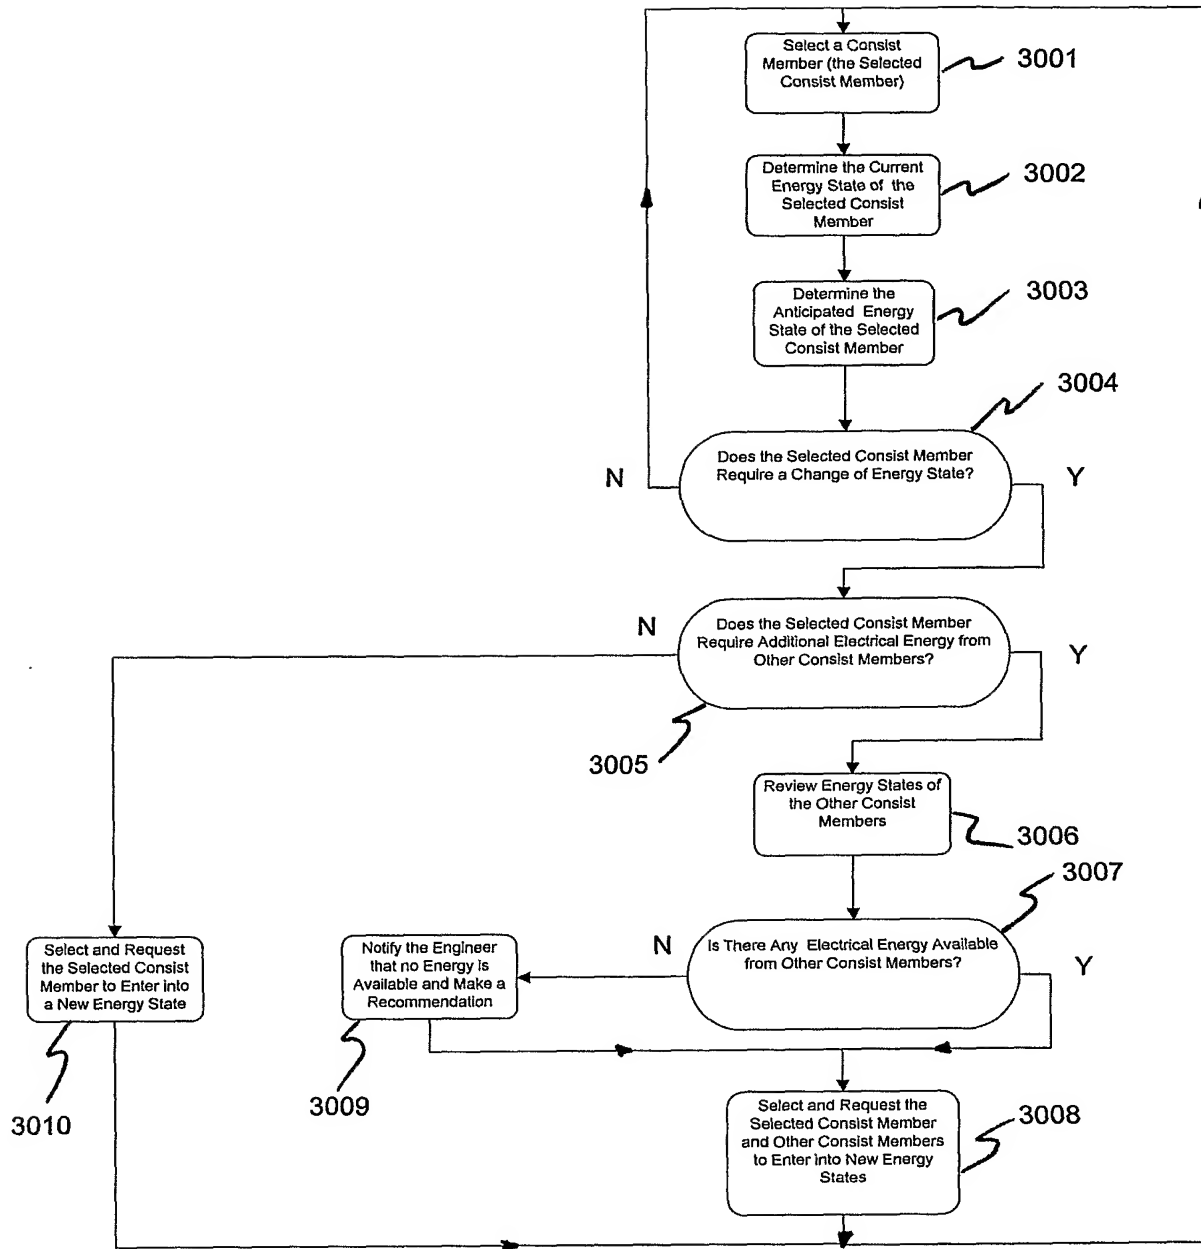 Select a Consist
Member (the Selected
Consist Member)
3001
Determine the Current
Energy State of the
Selected Consist
Member
3002
Determine the
Anticipated Energy
State of the Selected
Consist Member
3003
3004
Does the Selected Consist Member
Require a Change of Energy State?
N
Y
Does the Selected Consist Member
Require Additional Electrical Energy from
Other Consist Members?
N
Y
3005
Review Energy States of
the Other Consist
Members
3006
3007
Is There Any Electrical Energy Available
from Other Consist Members?
N
Y
Select and Request
the Selected Consist
Member to Enter into
a New Energy State
3010
Notify the Engineer
that no Energy is
Available and Make a
Recommendation
3009
Select and Request the
Selected Consist Member
and Other Consist Members
to Enter into New Energy
States
3008